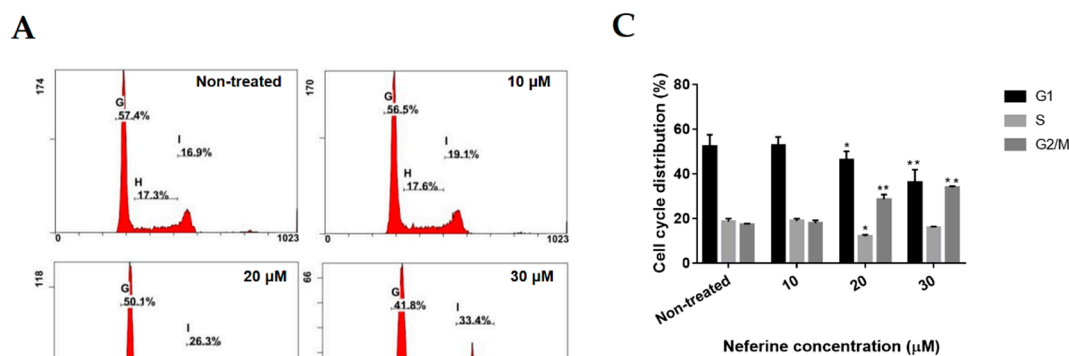 A
174
Non-treated
G
57.4%
I
16.9%
H
17.3%
0
1023
170
10 µM
G
56.5%
I
19.1%
H
17.6%
0
1023
118
20 µM
G
50.1%
I
26.3%
66
30 µM
G
41.8%
I
33.4%
C
Cell cycle distribution (%)
80
60
40
20
0
*
*
**
**
**
Non-treated
10
20
30
Neferine concentration (µM)
G1
S
G2/M